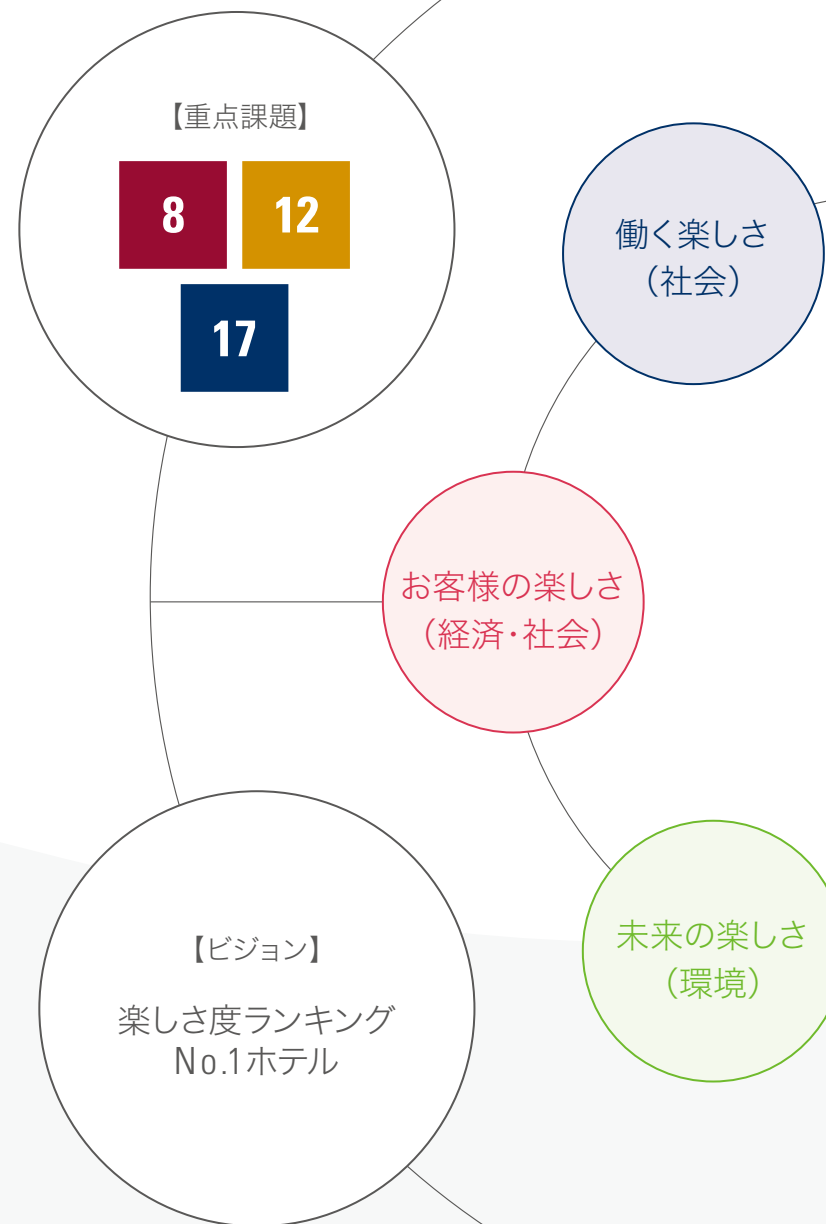 【重点課題】
8
12
17
働く楽しさ
（社会）
お客様の楽しさ
（経済・社会）
未来の楽しさ
（環境）
【ビジョン】
楽しさ度ランキング
No.1ホテル